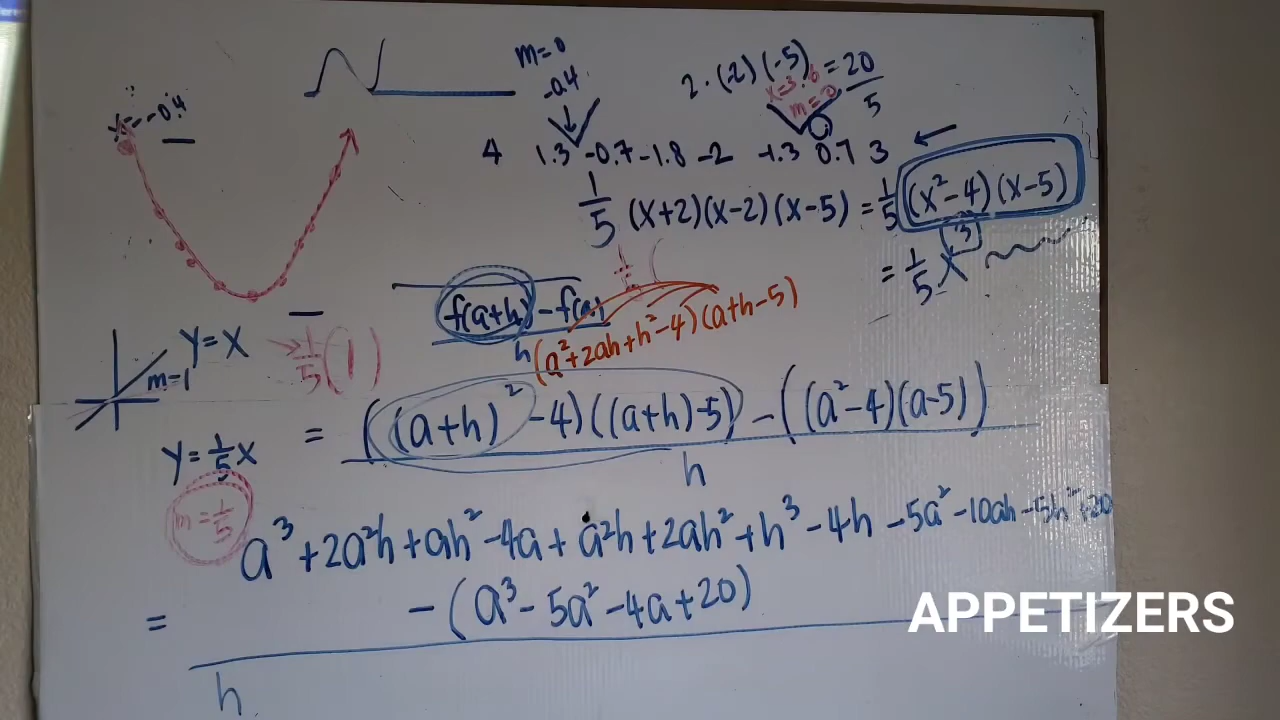 m=0
-0.4
2·(-2)(-5) = 20/5
x=3.6
m=0
x=-0.4
4 1.3 -0.7 -1.8 -2 -1.3 0.7 3 ←
1/5 (x+2)(x-2)(x-5) = 1/5 (x²-4)(x-5)
= 1/5 x³
f(a+h) - f(a)
h
(a²+2ah+h²-4)(a+h-5)
y=x
m=1
→ 1/5 (1)
= ((a+h)²-4)((a+h)-5) - ((a²-4)(a-5))
h
y=1/5x
m=1/5
a³+2a²h+ah²-4a+a²h+2ah²+h³-4h-5a²-10ah-5h²+20
= -(a³-5a²-4a+20)
h
APPETIZERS